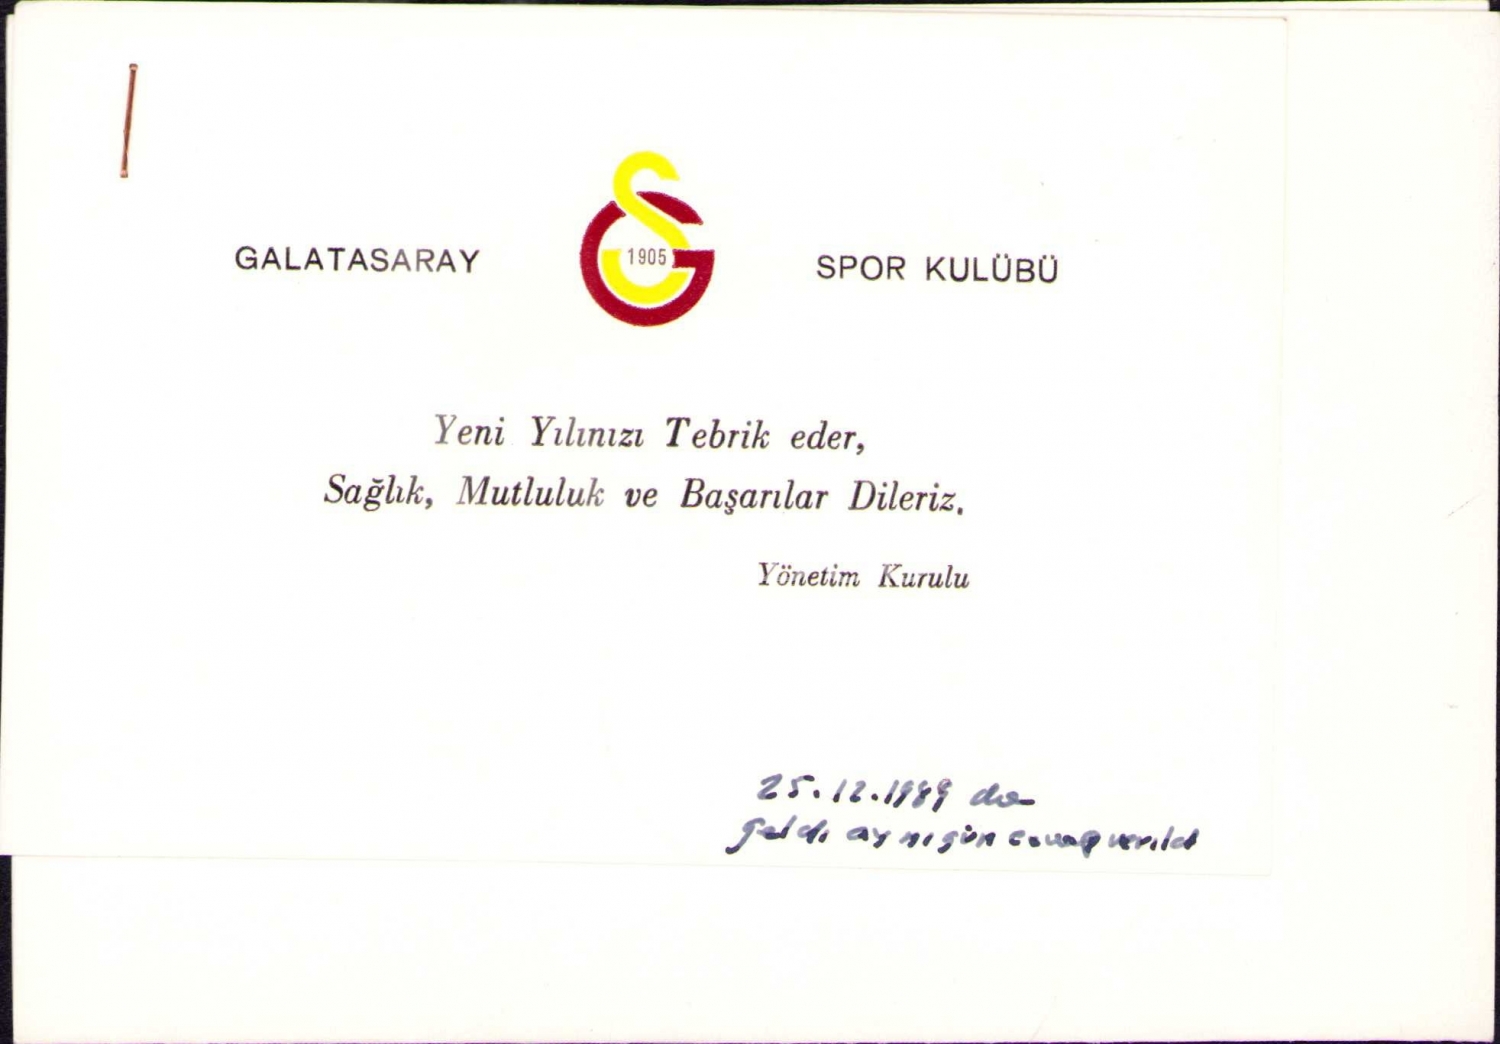 GALATASARAY 1905 SPOR KULÜBÜ
Yeni Yılınızı Tebrik eder,
Sağlık, Mutluluk ve Başarılar Dileriz.
Yönetim Kurulu
25.12.1989 da
geldi aynı gün cevap verildi